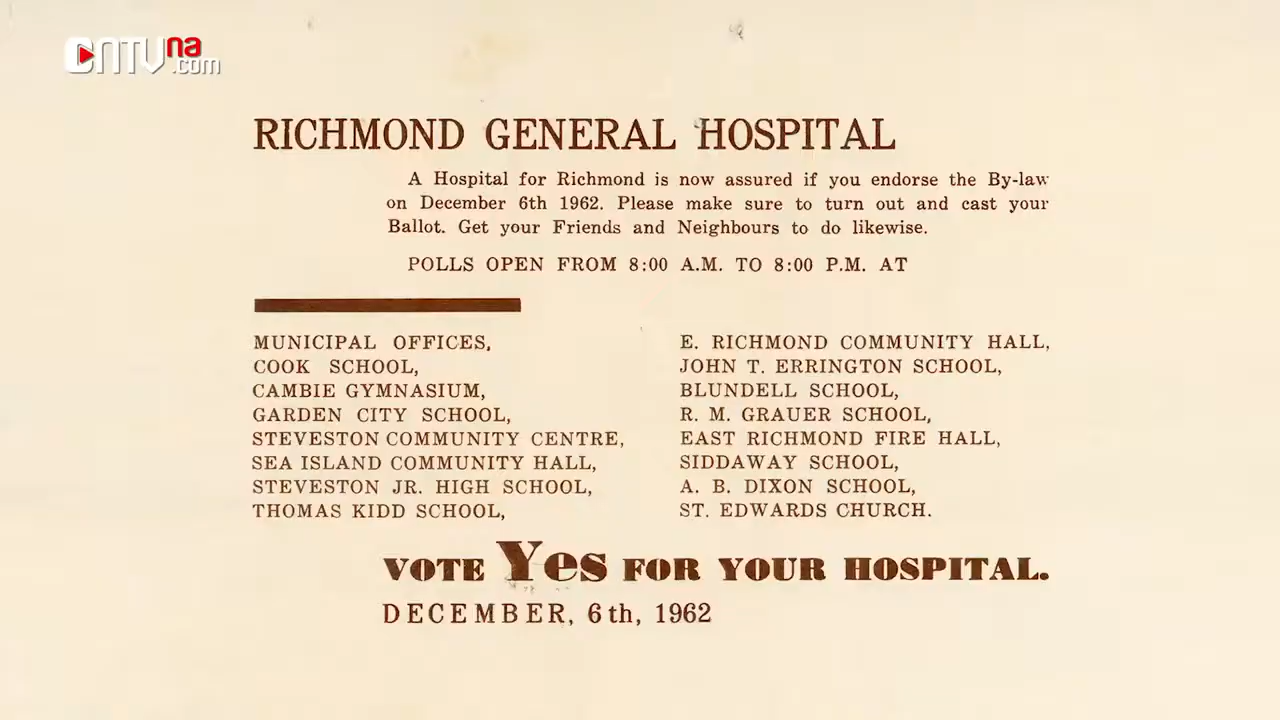 CNTVna.com
RICHMOND GENERAL HOSPITAL
A Hospital for Richmond is now assured if you endorse the By-law
on December 6th 1962. Please make sure to turn out and cast your
Ballot. Get your Friends and Neighbours to do likewise.
POLLS OPEN FROM 8:00 A.M. TO 8:00 P.M. AT
MUNICIPAL OFFICES,
COOK SCHOOL,
CAMBIE GYMNASIUM,
GARDEN CITY SCHOOL,
STEVESTON COMMUNITY CENTRE,
SEA ISLAND COMMUNITY HALL,
STEVESTON JR. HIGH SCHOOL,
THOMAS KIDD SCHOOL,
E. RICHMOND COMMUNITY HALL,
JOHN T. ERRINGTON SCHOOL,
BLUNDELL SCHOOL,
R. M. GRAUER SCHOOL,
EAST RICHMOND FIRE HALL,
SIDDAWAY SCHOOL,
A. B. DIXON SCHOOL,
ST. EDWARDS CHURCH.
VOTE Yes FOR YOUR HOSPITAL.
DECEMBER, 6th, 1962